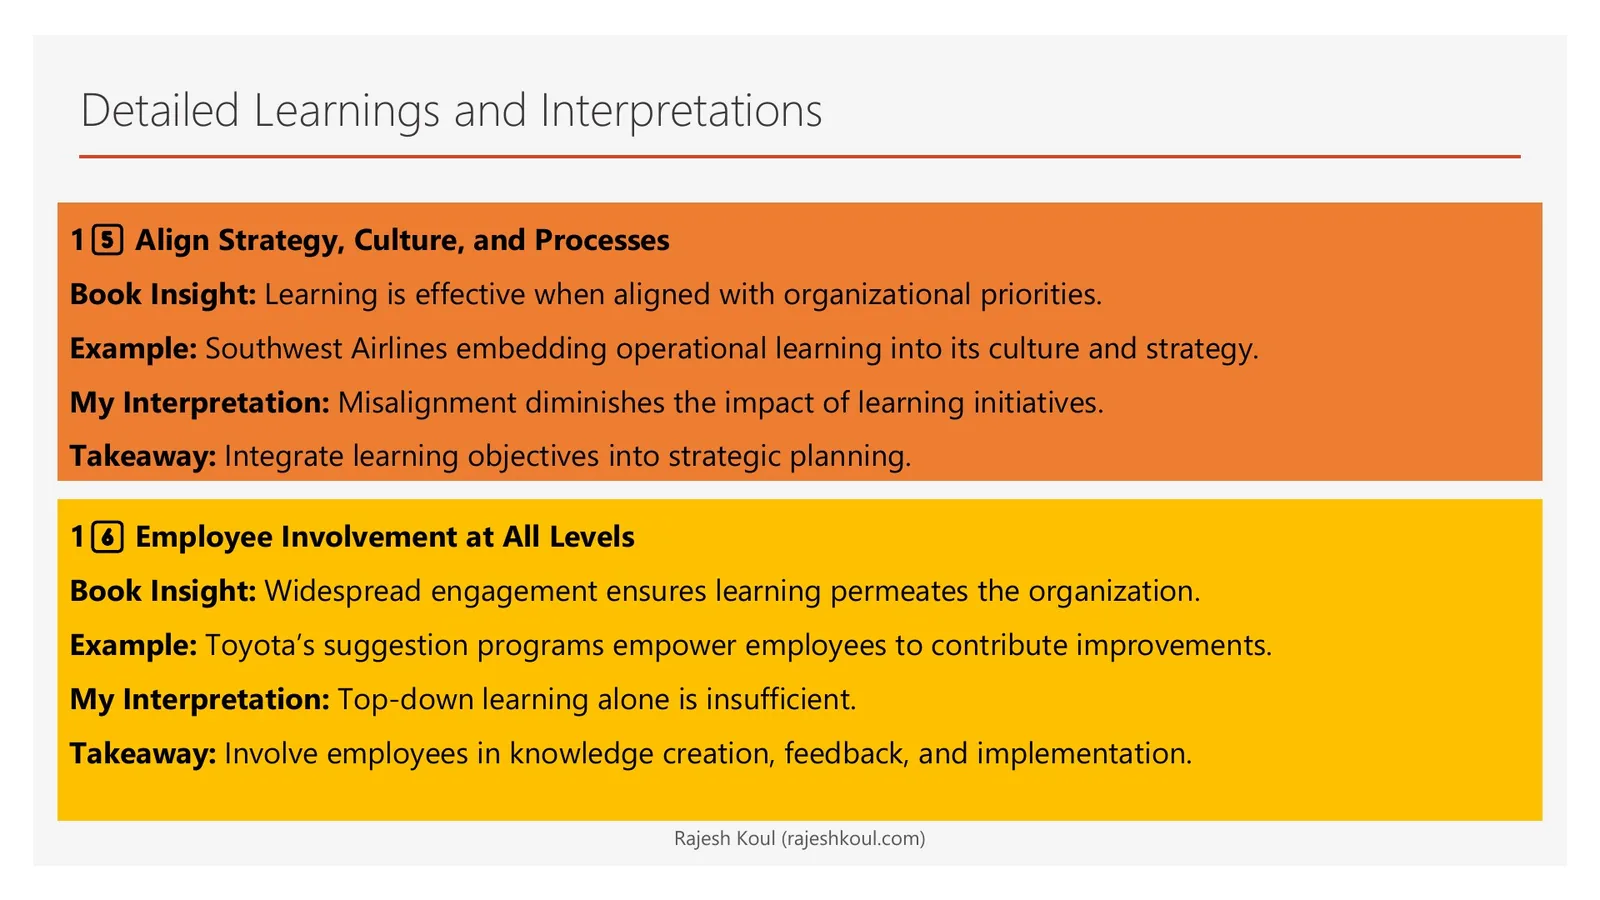 Detailed Learnings and Interpretations
15️⃣ Align Strategy, Culture, and Processes
Book Insight: Learning is effective when aligned with organizational priorities.
Example: Southwest Airlines embedding operational learning into its culture and strategy.
My Interpretation: Misalignment diminishes the impact of learning initiatives.
Takeaway: Integrate learning objectives into strategic planning.
16️⃣ Employee Involvement at All Levels
Book Insight: Widespread engagement ensures learning permeates the organization.
Example: Toyota’s suggestion programs empower employees to contribute improvements.
My Interpretation: Top-down learning alone is insufficient.
Takeaway: Involve employees in knowledge creation, feedback, and implementation.
Rajesh Koul (rajeshkoul.com)